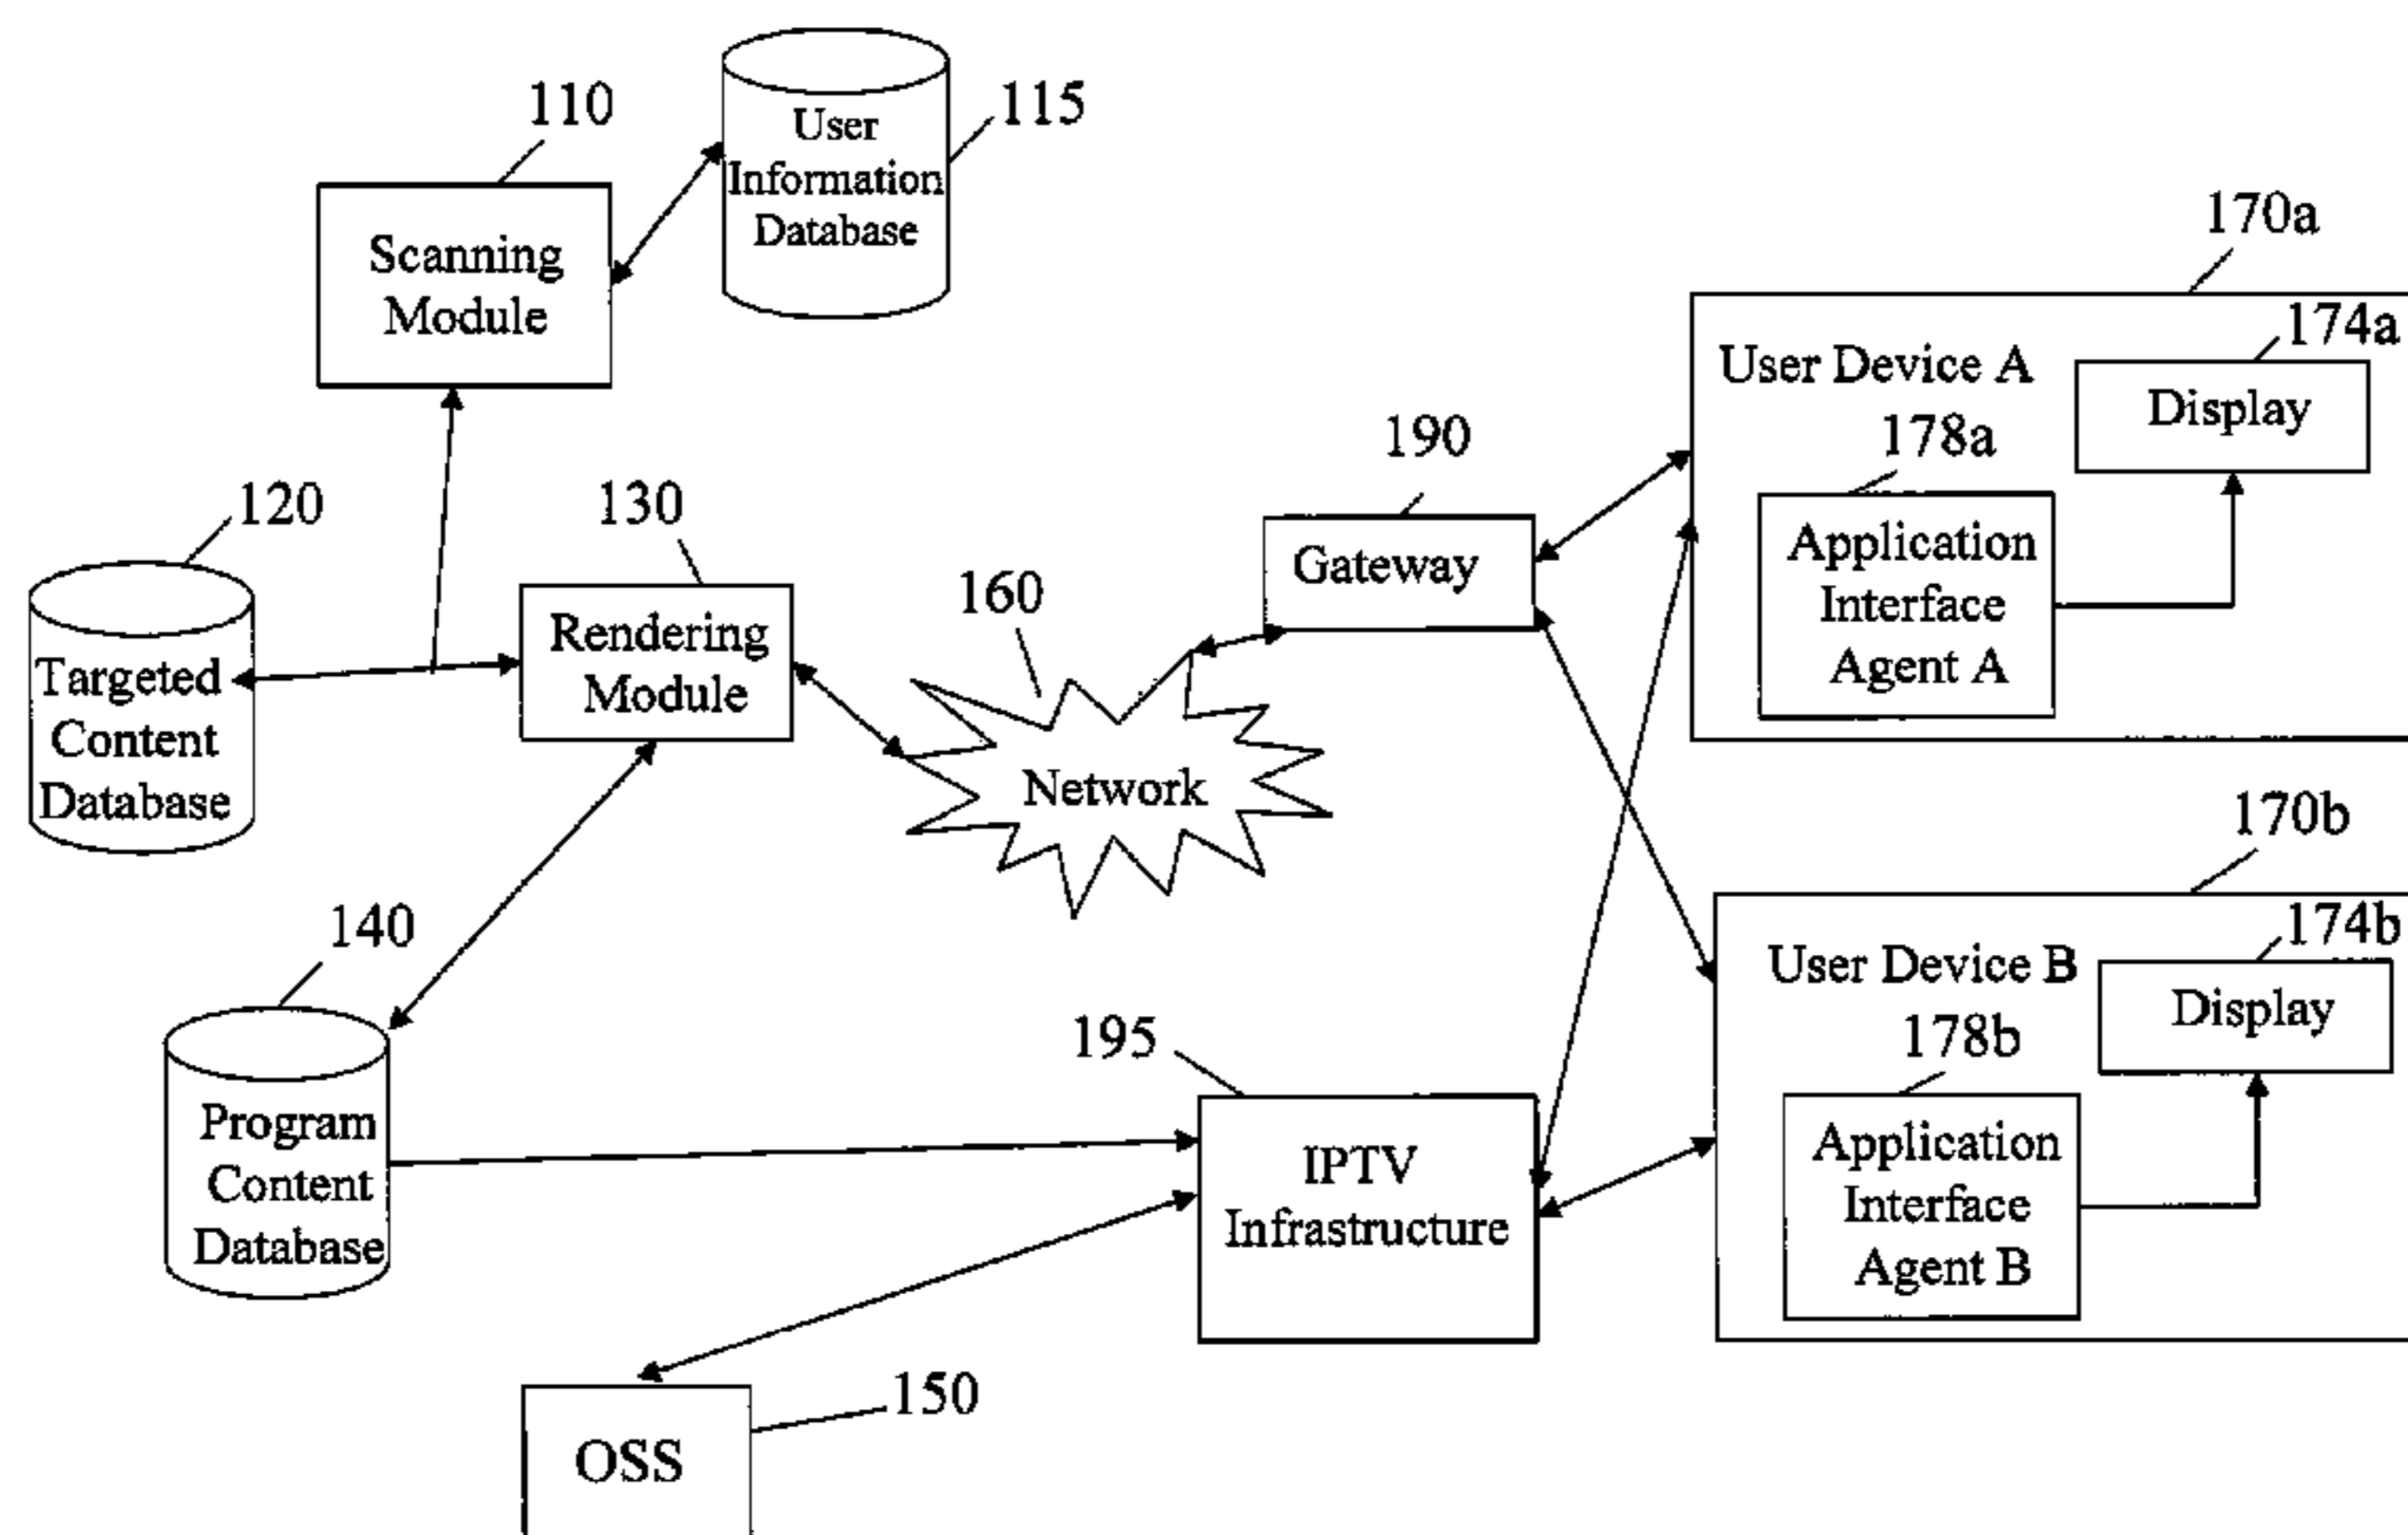 110
User
Information
Database
115
Scanning
Module
170a
174a
User Device A
Display
178a
190
120
130
Application
Interface
Agent A
Gateway
160
Rendering
Module
Targeted
Content
Database
Network
170b
140
174b
User Device B
Display
195
178b
Program
Content
Database
IPTV
Infrastructure
Application
Interface
Agent B
150
OSS